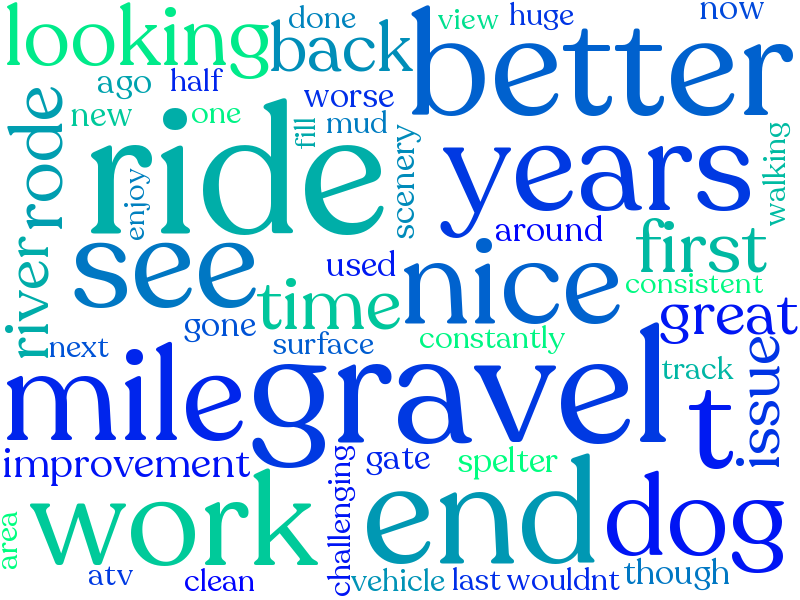 looking
done
back
view
huge
now
better
ago
half
worse
new
one
mud
fill
rode
ride
enjoy
scenery
years
walking
around
first
see
used
nice
consistent
river
time
great
gone
constantly
next
surface
track
mile
gravel
t
issue
improvement
gate
spelter
challenging
work
end
dog
area
atv
clean
vehicle
last
wouldnt
though